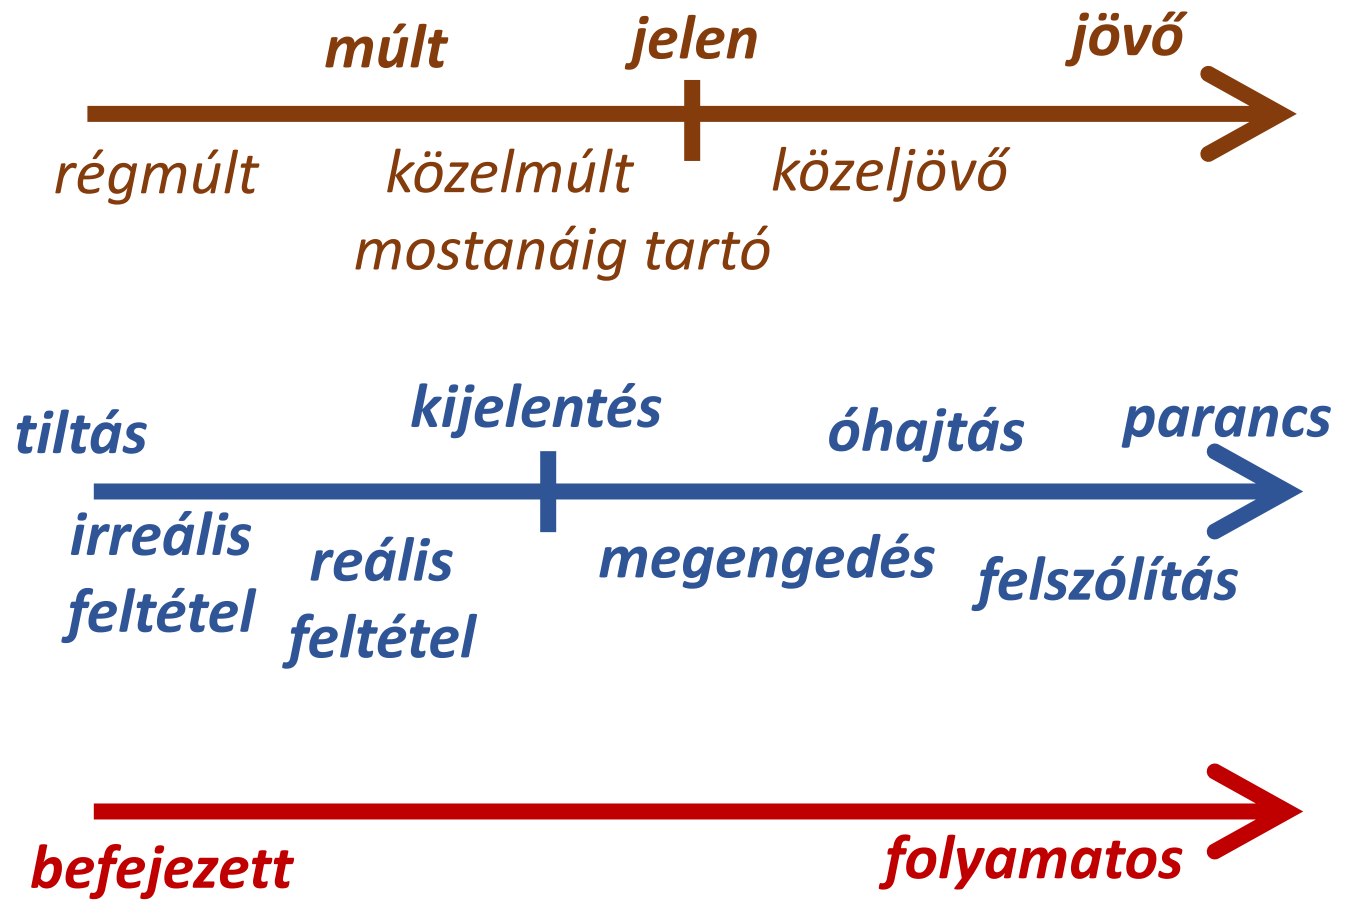 múlt jelen jövő
régmúlt közelmúlt közeljövő
mostanáig tartó
tiltás kijelentés óhajtás parancs
irreális feltétel
reális feltétel
megengedés
felszólítás
befejezett folyamatos